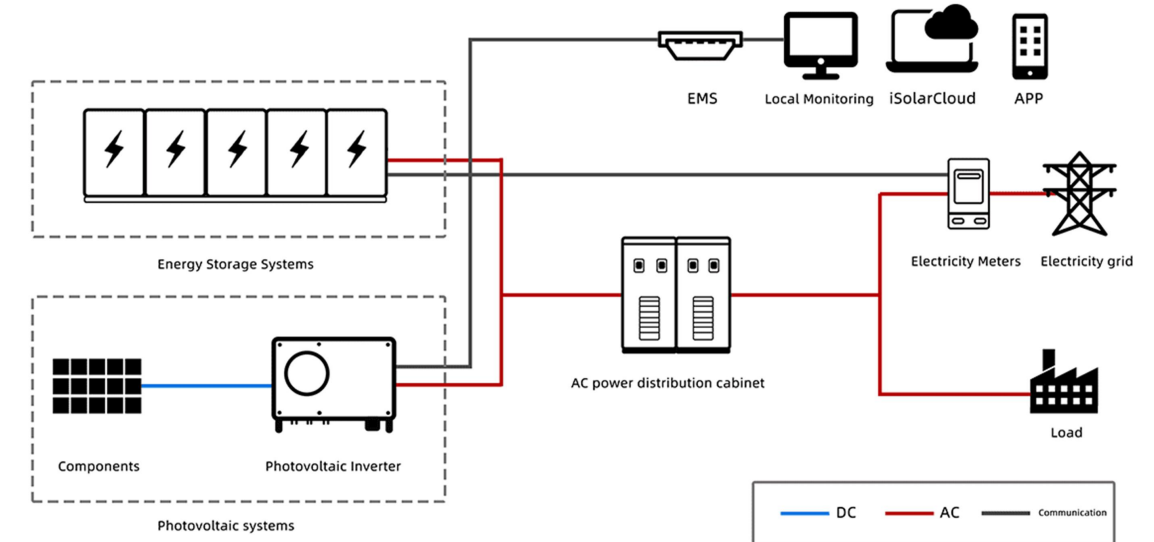 EMS
Local Monitoring
iSolarCloud
APP
Energy Storage Systems
Electricity Meters
Electricity grid
AC power distribution cabinet
Load
Components
Photovoltaic Inverter
Photovoltaic systems
DC
AC
Communication